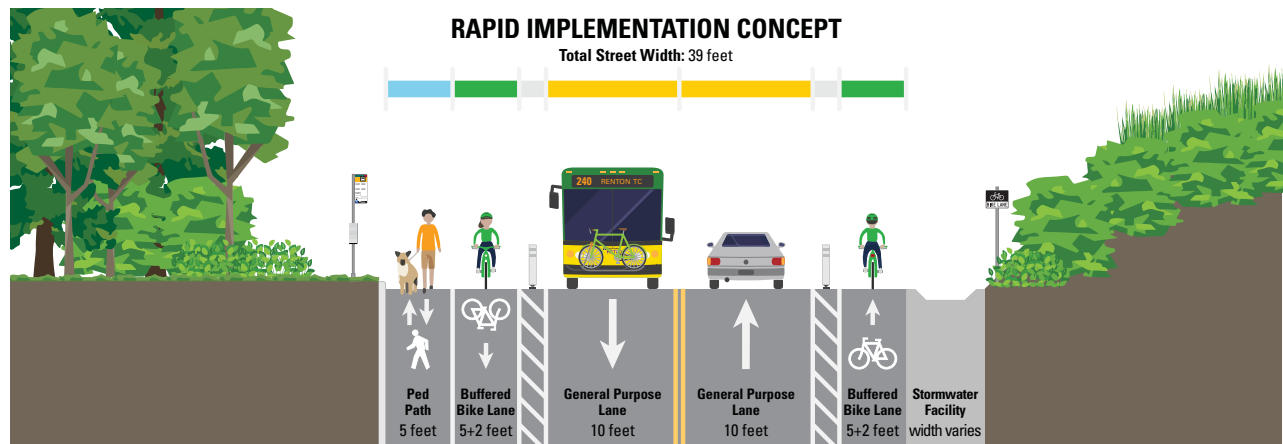 RAPID IMPLEMENTATION CONCEPT
Total Street Width: 39 feet
240 RENTON TC
BIKE LANE
Ped
Path
5 feet
Buffered
Bike Lane
5+2 feet
General Purpose
Lane
10 feet
General Purpose
Lane
10 feet
Buffered
Bike Lane
5+2 feet
Stormwater
Facility
width varies